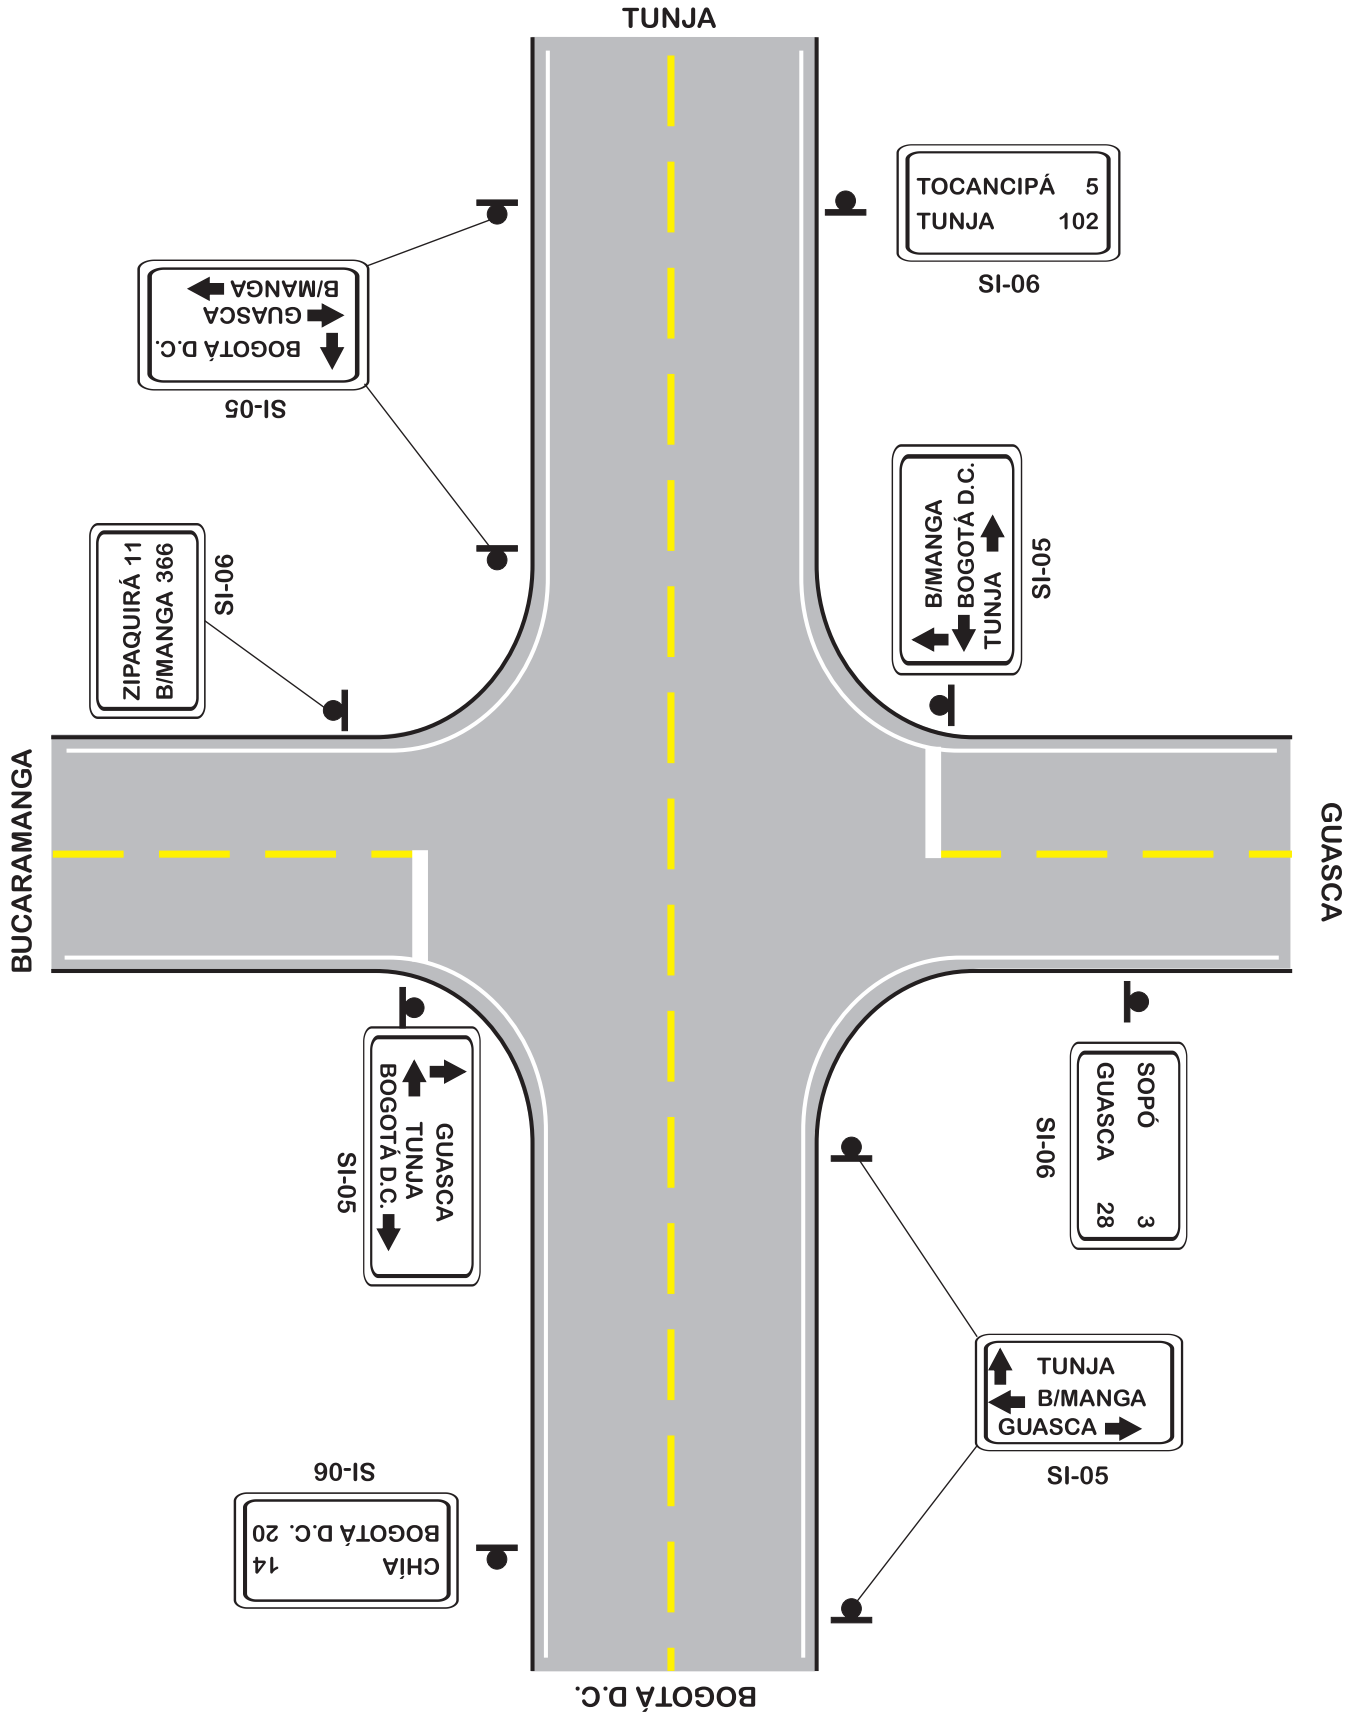 TUNJA
TOCANCIPÁ 5
TUNJA 102
SI-06
BOGOTÁ D.C.
GUASCA
B/MANGA
SI-05
ZIPAQUIRÁ 11
B/MANGA 366
SI-06
B/MANGA
BOGOTÁ D.C.
TUNJA
SI-05
BUCARAMANGA
GUASCA
GUASCA
TUNJA
BOGOTÁ D.C.
SI-05
SOPÓ 3
GUASCA 28
SI-06
TUNJA
B/MANGA
GUASCA
SI-05
CHÍA 14
BOGOTÁ D.C. 20
SI-06
BOGOTÁ D.C.